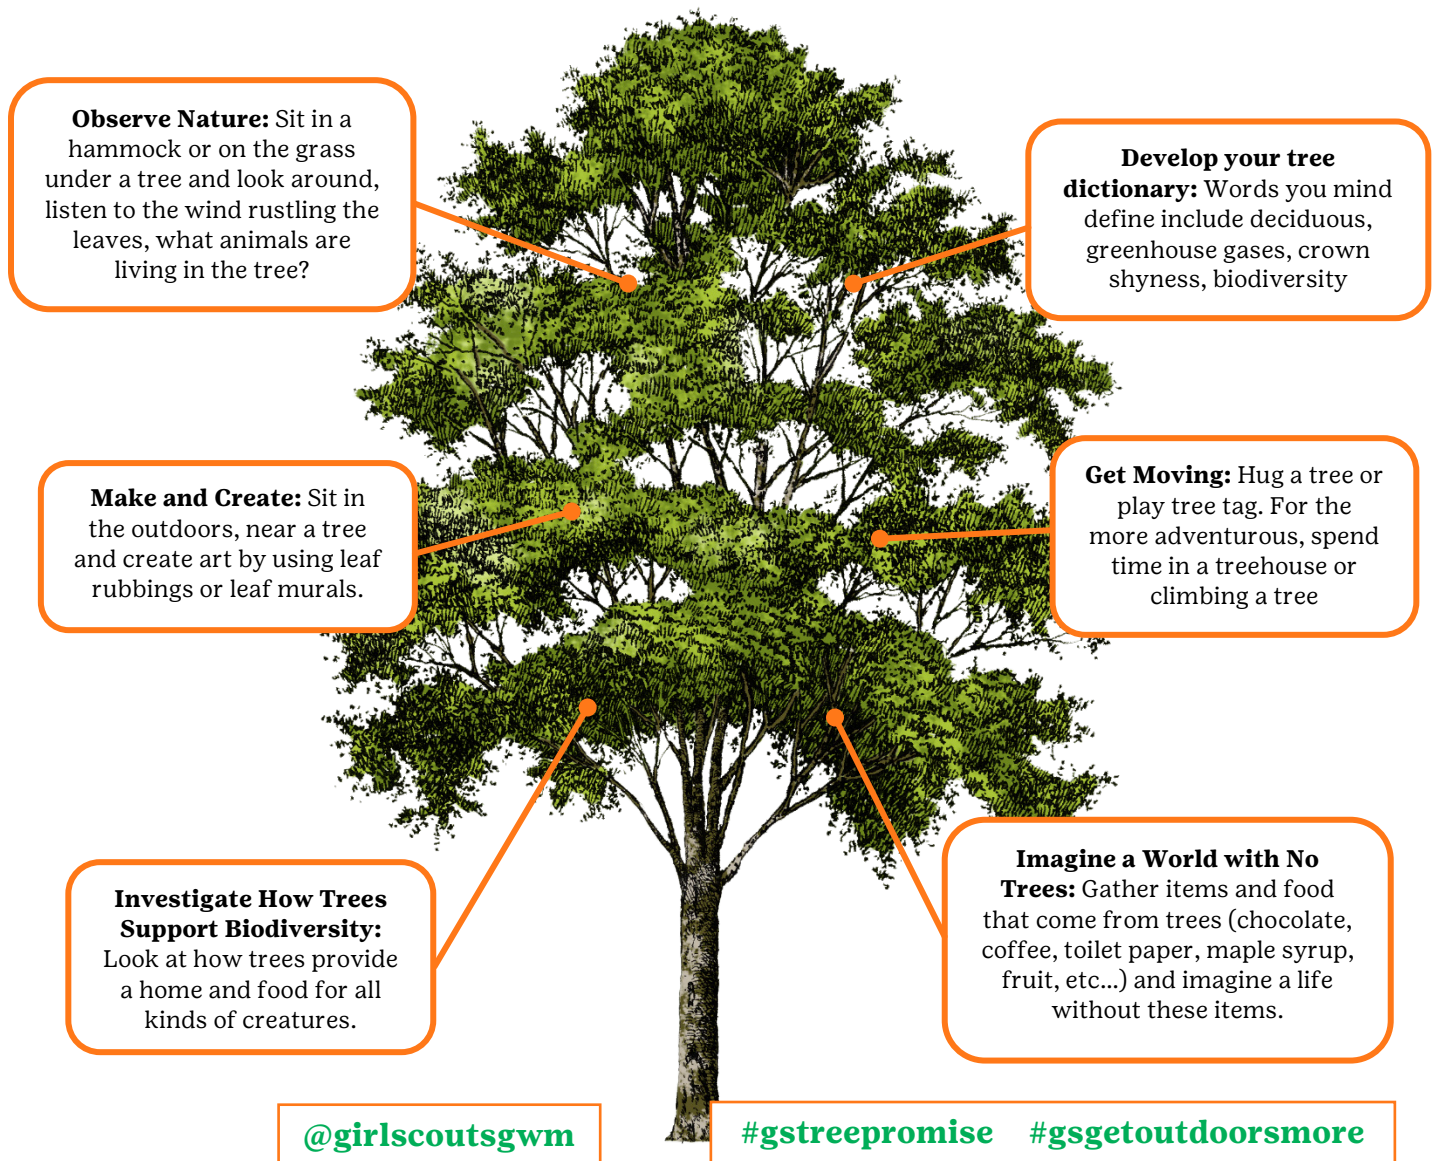 Observe Nature: Sit in a
hammock or on the grass
under a tree and look around,
listen to the wind rustling the
leaves, what animals are
living in the tree?
Develop your tree
dictionary: Words you mind
define include deciduous,
greenhouse gases, crown
shyness, biodiversity
Make and Create: Sit in
the outdoors, near a tree
and create art by using leaf
rubbings or leaf murals.
Get Moving: Hug a tree or
play tree tag. For the
more adventurous, spend
time in a treehouse or
climbing a tree
Investigate How Trees
Support Biodiversity:
Look at how trees provide
a home and food for all
kinds of creatures.
Imagine a World with No
Trees: Gather items and food
that come from trees (chocolate,
coffee, toilet paper, maple syrup,
fruit, etc...) and imagine a life
without these items.
@girlscoutsgwm
#gstreepromise #gsgetoutdoorsmore